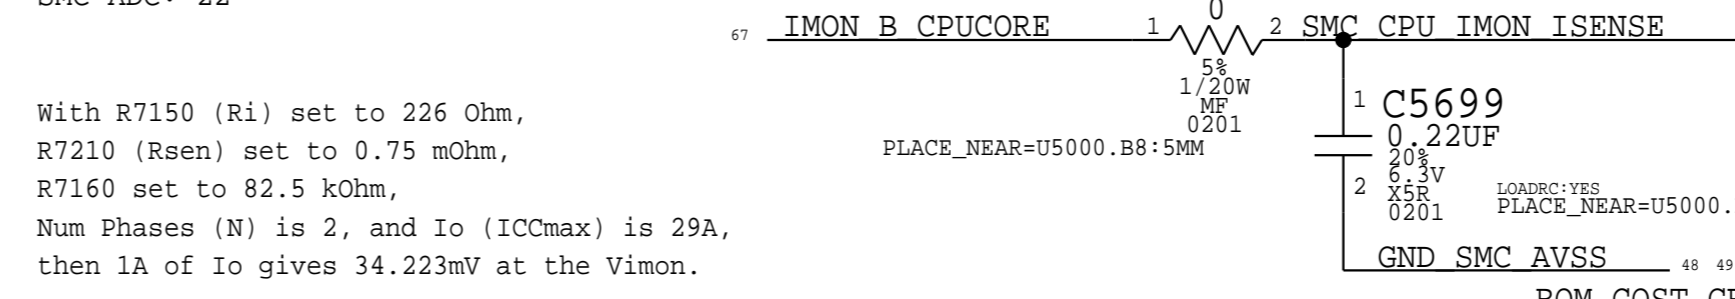 SMC ADC: 22
0
67 IMON_B_CPUCORE 1 2 SMC_CPU_IMON_ISENSE
5%
1/20W
MF
0201
PLACE_NEAR=U5000.B8:5MM
With R7150 (Ri) set to 226 Ohm,
R7210 (Rsen) set to 0.75 mOhm,
R7160 set to 82.5 kOhm,
Num Phases (N) is 2, and Io (ICCmax) is 29A,
then 1A of Io gives 34.223mV at the Vimon.
1 C5699
0.22UF
20%
6.3V
2 X5R
0201
LOADRC:YES
PLACE_NEAR=U5000.
GND_SMC_AVSS 48 49